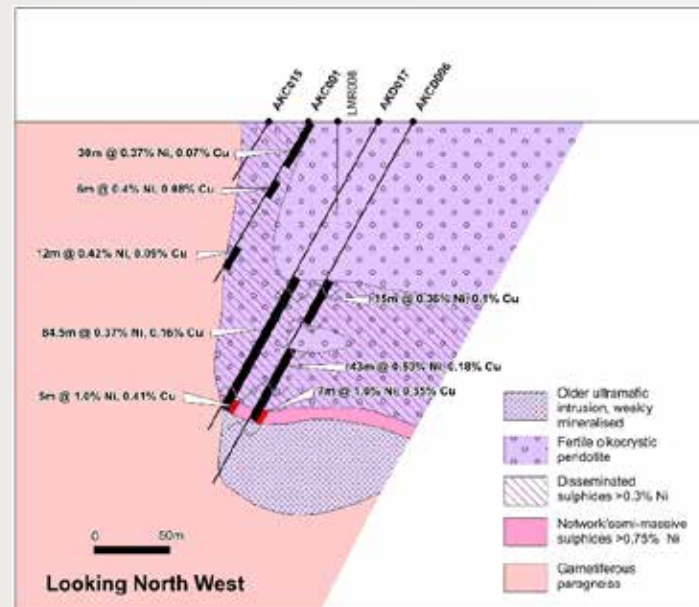 AKC015
AKC001
LMR008
AKD017
AKCD006
39m @ 0.37% Ni, 0.07% Cu
6m @ 0.4% Ni, 0.08% Cu
12m @ 0.42% Ni, 0.09% Cu
15m @ 0.36% Ni, 0.1% Cu
84.5m @ 0.37% Ni, 0.16% Cu
43m @ 0.53% Ni, 0.18% Cu
5m @ 1.0% Ni, 0.41% Cu
7m @ 1.0% Ni, 0.35% Cu
Older ultramafic
intrusion, weakly
mineralised
Fertile oikocrystic
peridotite
Disseminated
sulphides >0.3% Ni
Network/semi-massive
sulphides >0.75% Ni
Garnetiferous
paragneiss
0 50m
Looking North West